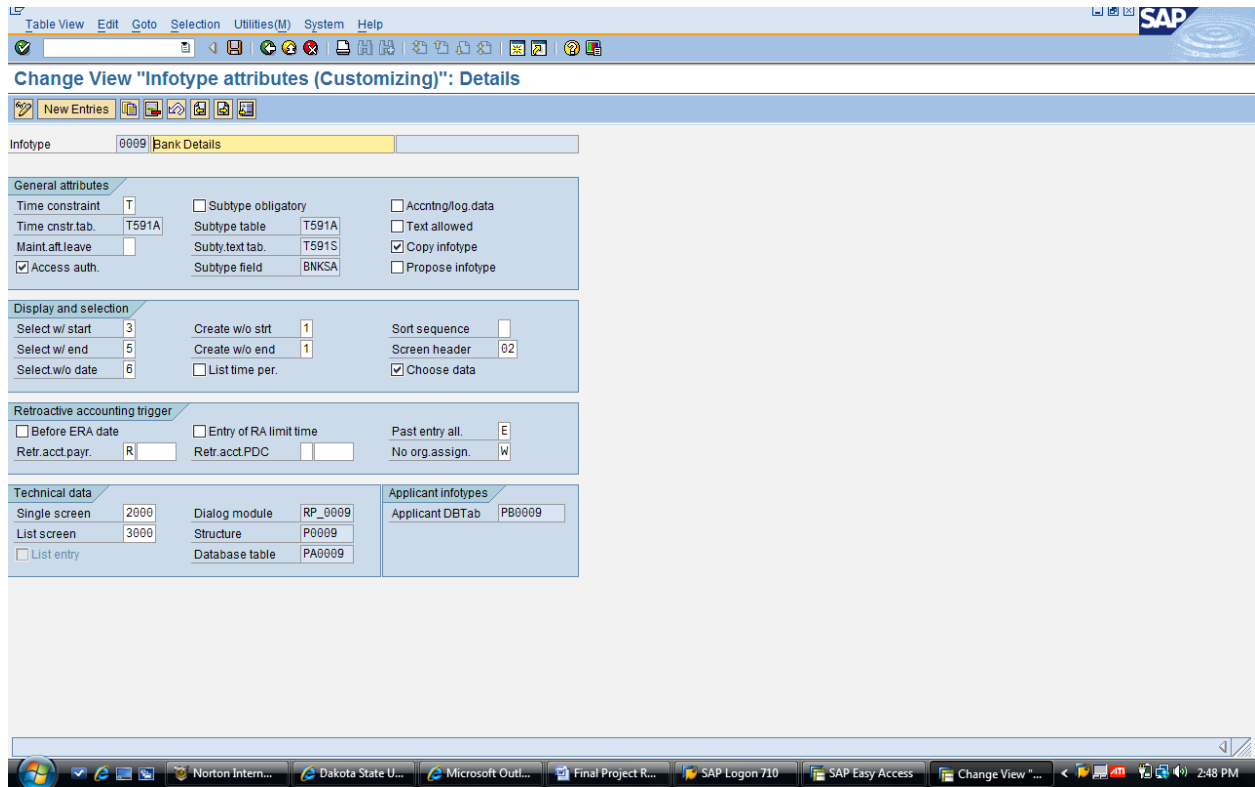 Table View Edit Goto Selection Utilities(M) System Help
SAP
Change View "Infotype attributes (Customizing)": Details
New Entries
Infotype 0009 Bank Details
General attributes
Time constraint T Subtype obligatory Accntng/log.data
Time cnstr.tab. T591A Subtype table T591A Text allowed
Maint.aft.leave Subty.text tab. T591S Copy infotype
Access auth. Subtype field BNKSA Propose infotype
Display and selection
Select w/ start 3 Create w/o strt 1 Sort sequence
Select w/ end 5 Create w/o end 1 Screen header 02
Select.w/o date 6 List time per. Choose data
Retroactive accounting trigger
Before ERA date Entry of RA limit time Past entry all. E
Retr.acct.payr. R Retr.acct.PDC No org.assign. W
Technical data Applicant infotypes
Single screen 2000 Dialog module RP_0009 Applicant DBTab PB0009
List screen 3000 Structure P0009
List entry Database table PA0009
Norton Intern... Dakota State U... Microsoft Outl... Final Project R... SAP Logon 710 SAP Easy Access Change View "... < ATI 2:48 PM